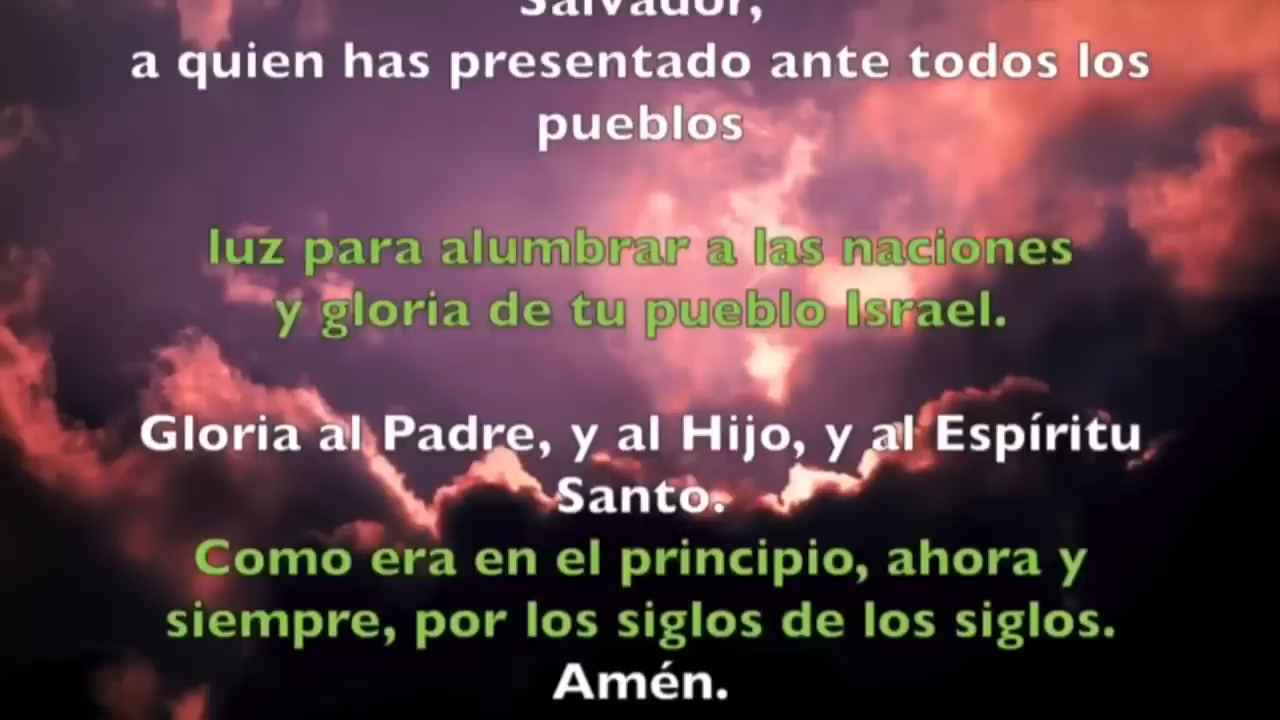 Salvador,
a quien has presentado ante todos los
pueblos
luz para alumbrar a las naciones
y gloria de tu pueblo Israel.
Gloria al Padre, y al Hijo, y al Espíritu
Santo.
Como era en el principio, ahora y
siempre, por los siglos de los siglos.
Amén.